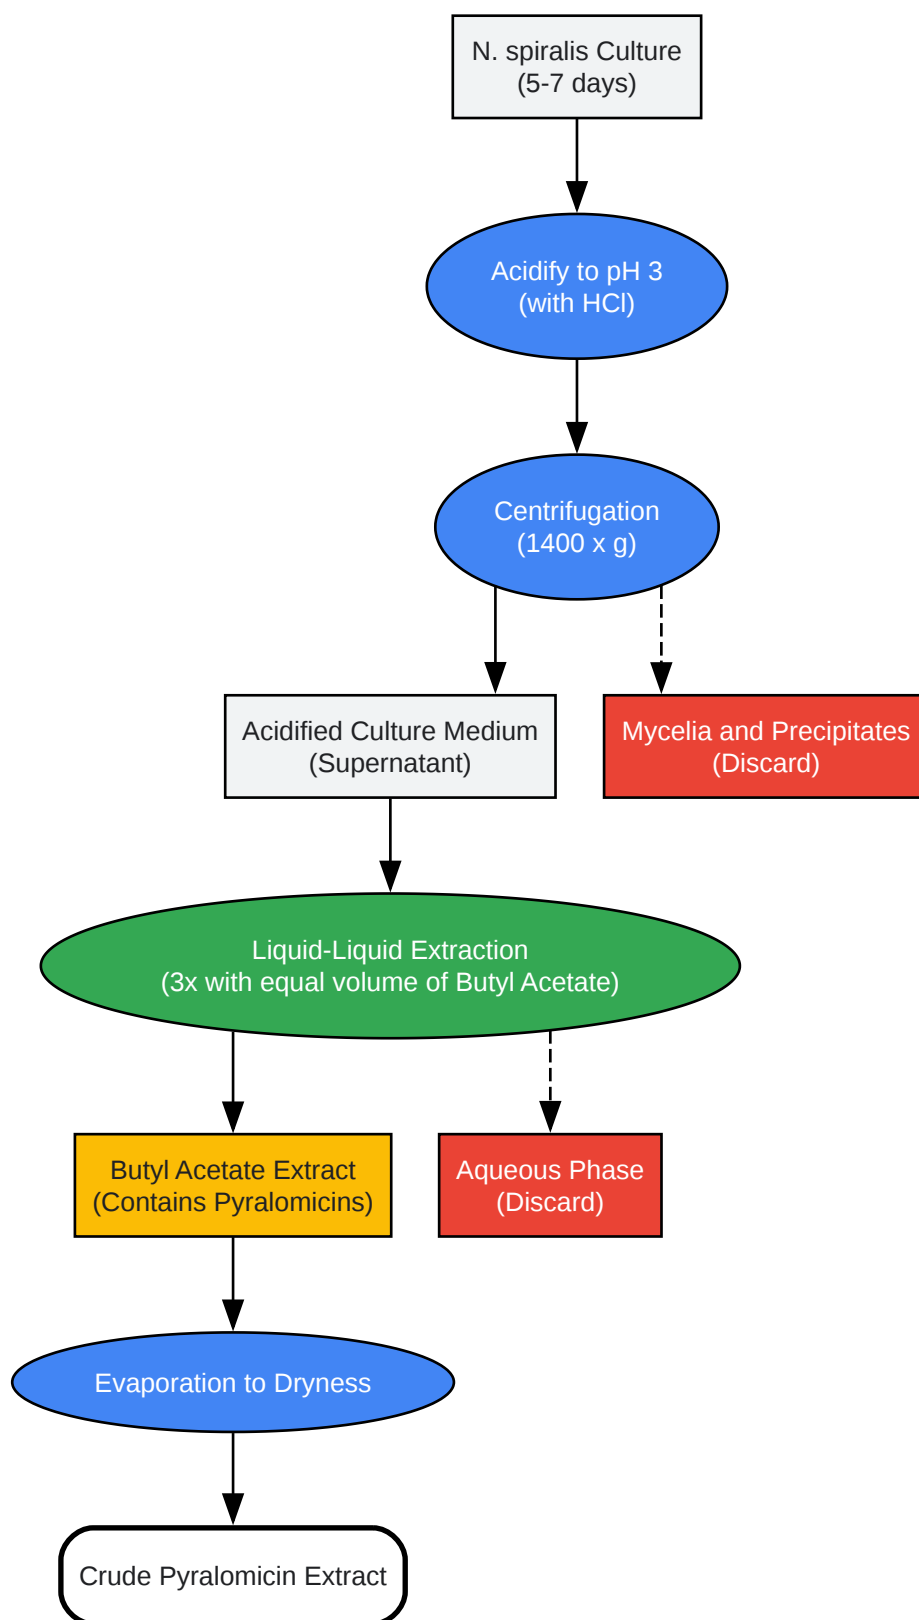 N. spiralis Culture
(5-7 days)
Acidify to pH 3
(with HCl)
Centrifugation
(1400 x g)
Acidified Culture Medium
(Supernatant)
Mycelia and Precipitates
(Discard)
Liquid-Liquid Extraction
(3x with equal volume of Butyl Acetate)
Butyl Acetate Extract
(Contains Pyralomicins)
Aqueous Phase
(Discard)
Evaporation to Dryness
Crude Pyralomicin Extract